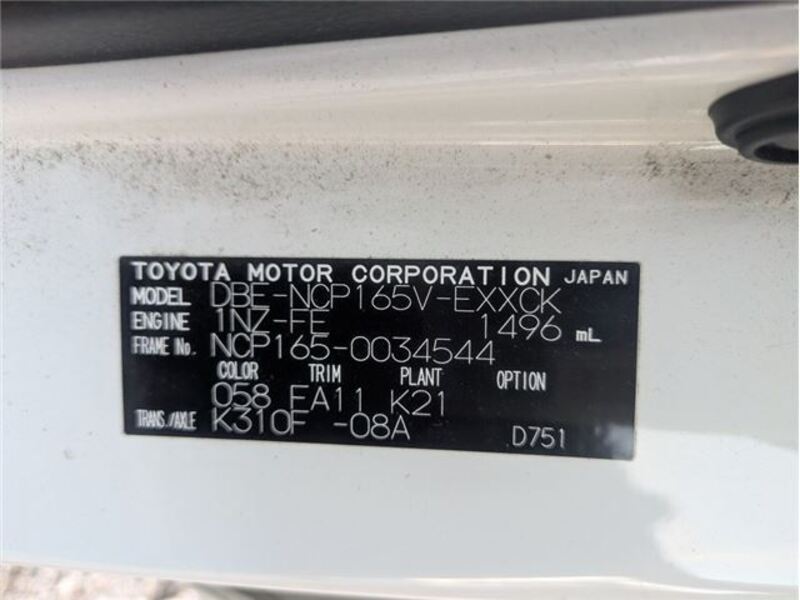 TOYOTA MOTOR CORPORATION JAPAN
MODEL DBE-NCP165V-EXXCK
ENGINE 1NZ-FE 1496 mL
FRAME No. NCP165-0034544
COLOR TRIM PLANT OPTION
058 FA11 K21
TRANS./AXLE K310F -08A D751